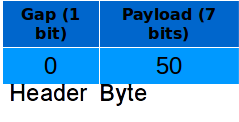 Gap (1 bit) Payload (7 bits)
0 50
Header Byte